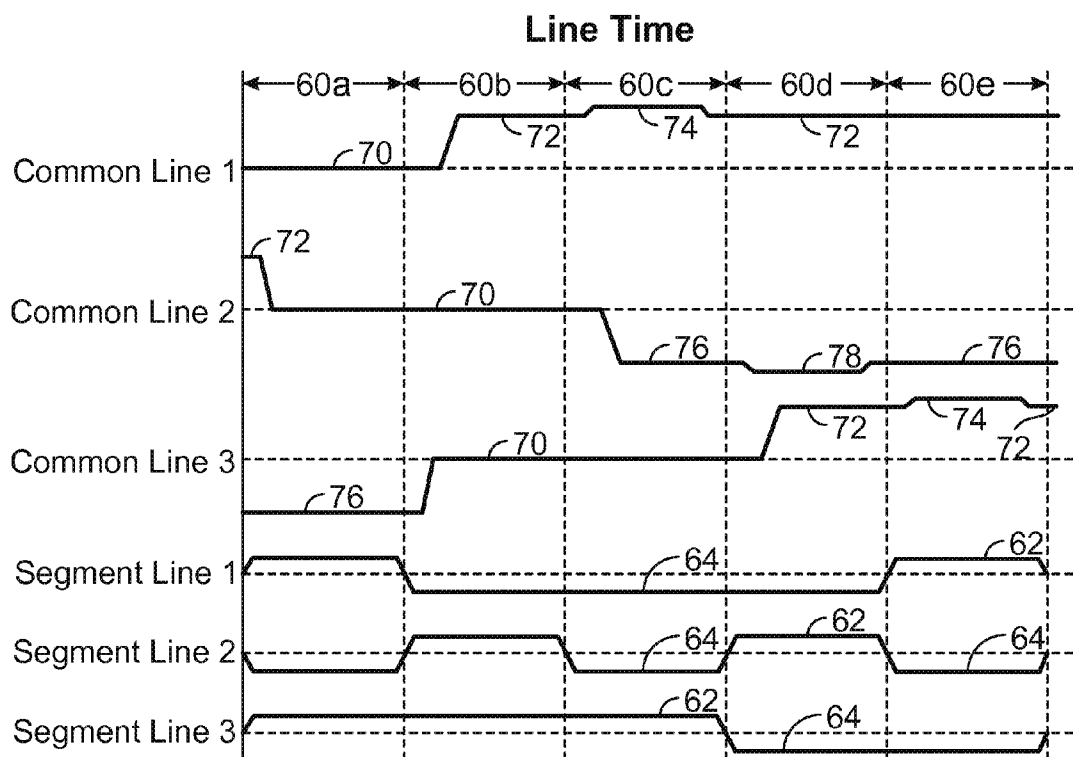 Line Time
60a 60b 60c 60d 60e
72 74 72
70
Common Line 1
72
70
Common Line 2
76 78 76
72 74 72
70
Common Line 3
76
62
Segment Line 1 64
62
Segment Line 2 64 64
62
Segment Line 3 64